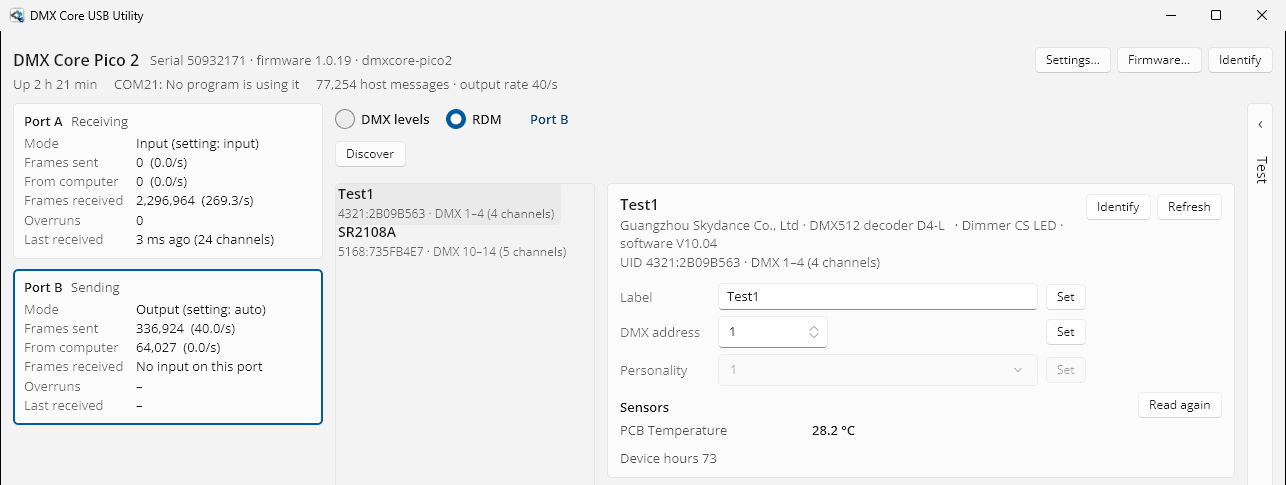 DMX Core USB Utility
DMX Core Pico 2 Serial 50932171 · firmware 1.0.19 · dmxcore-pico2
Settings... Firmware... Identify
Up 2 h 21 min COM21: No program is using it 77,254 host messages · output rate 40/s
Port A Receiving
Mode Input (setting: input)
Frames sent 0 (0.0/s)
From computer 0 (0.0/s)
Frames received 2,296,964 (269.3/s)
Overruns 0
Last received 3 ms ago (24 channels)
Port B Sending
Mode Output (setting: auto)
Frames sent 336,924 (40.0/s)
From computer 64,027 (0.0/s)
Frames received No input on this port
Overruns –
Last received –
DMX levels RDM Port B
Discover
Test1
4321:2B09B563 · DMX 1–4 (4 channels)
SR2108A
5168:735FB4E7 · DMX 10–14 (5 channels)
Test1
Identify Refresh
Guangzhou Skydance Co., Ltd · DMX512 decoder D4-L · Dimmer CS LED ·
software V10.04
UID 4321:2B09B563 · DMX 1–4 (4 channels)
Label Test1 Set
DMX address 1 Set
Personality 1 Set
Sensors Read again
PCB Temperature 28.2 °C
Device hours 73
‹
Test